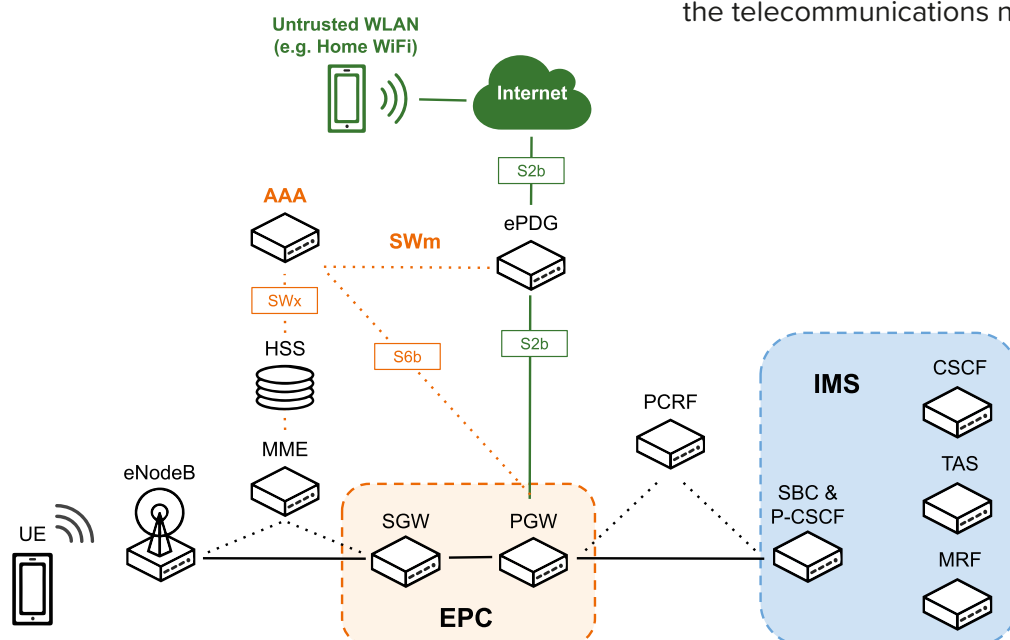 the telecommunications n
Untrusted WLAN
(e.g. Home WiFi)
Internet
S2b
AAA
ePDG
SWm
SWx
S2b
HSS
S6b
IMS
CSCF
PCRF
MME
TAS
eNodeB
SBC &
P-CSCF
UE
SGW
PGW
MRF
EPC